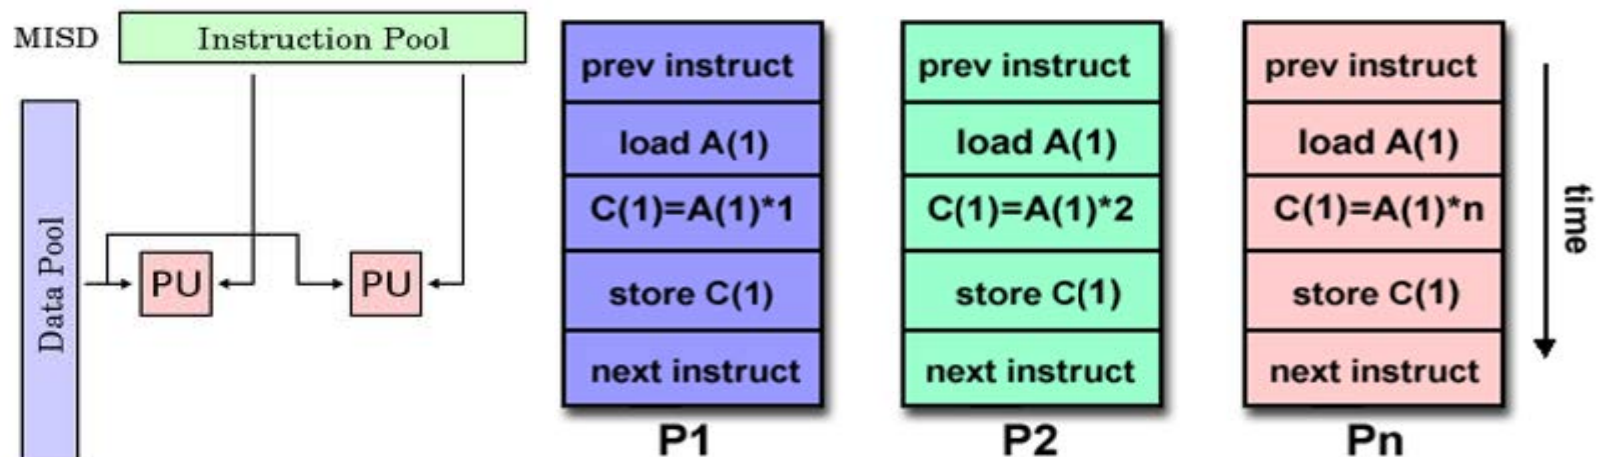 MISD
Instruction Pool
Data Pool
PU
PU
prev instruct
load A(1)
C(1)=A(1)*1
store C(1)
next instruct
P1
prev instruct
load A(1)
C(1)=A(1)*2
store C(1)
next instruct
P2
prev instruct
load A(1)
C(1)=A(1)*n
store C(1)
next instruct
Pn
time